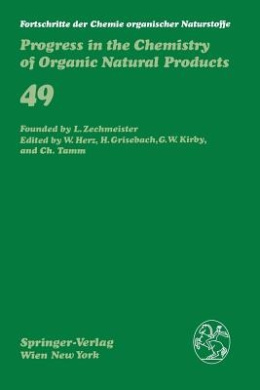 Fortschritte der Chemie organischer Naturstoffe
Progress in the Chemistry
of Organic Natural Products
49
Founded by L. Zechmeister
Edited by W. Herz, H. Grisebach, G. W. Kirby,
and Ch. Tamm
Springer-Verlag
Wien New York